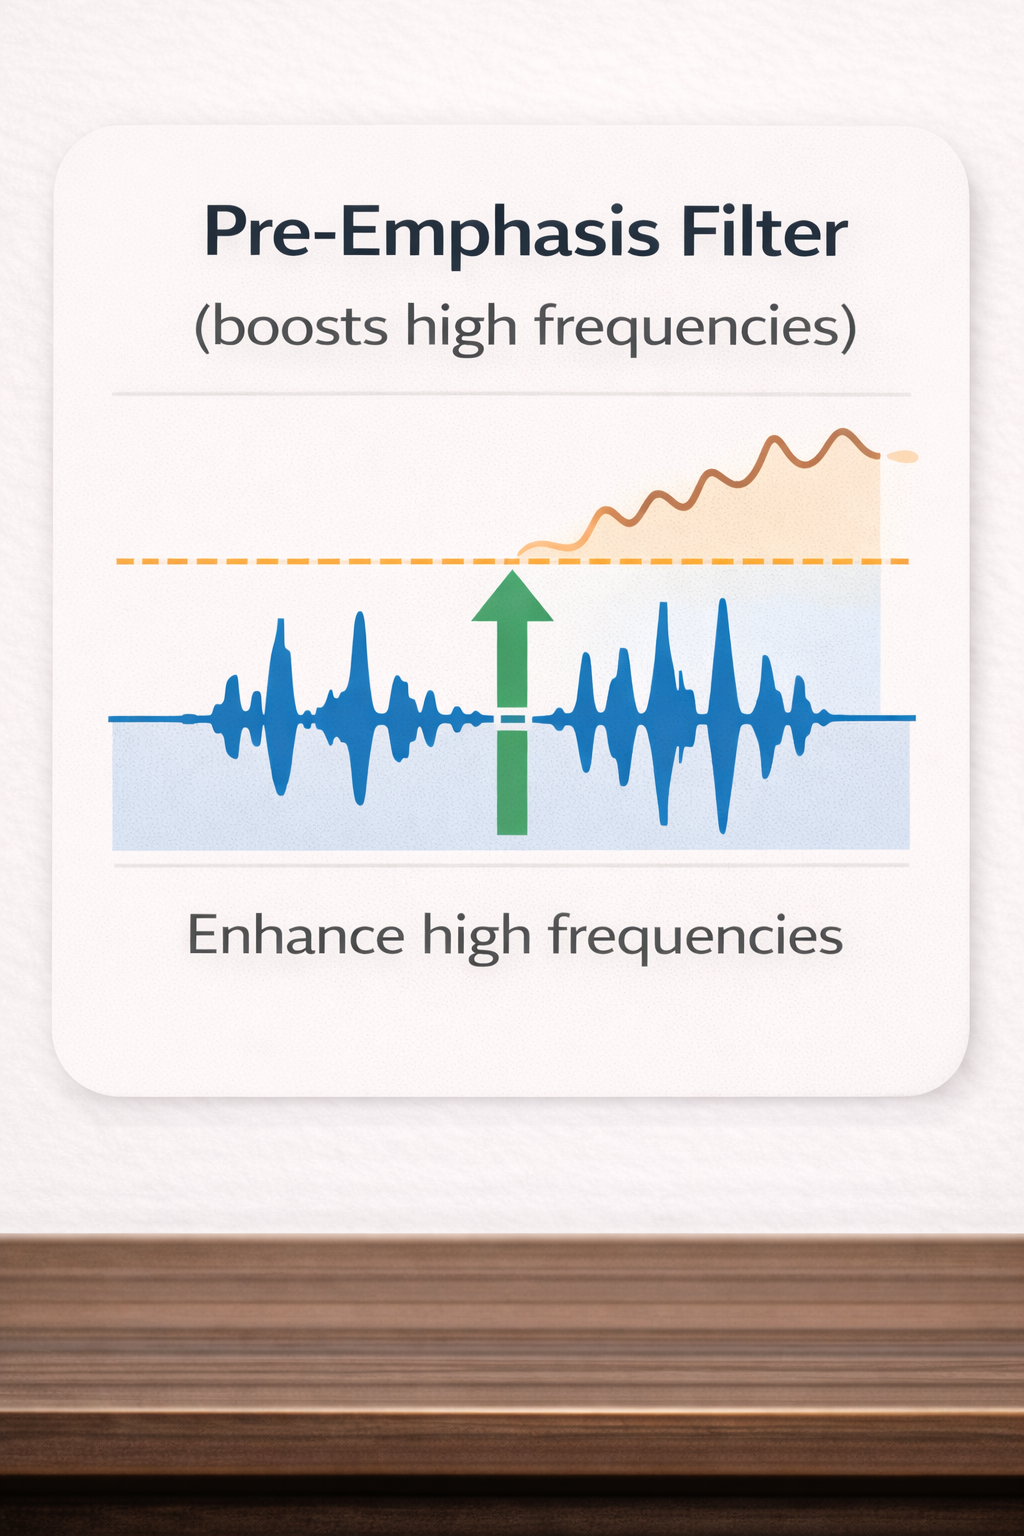 Pre-Emphasis Filter
(boosts high frequencies)
Enhance high frequencies